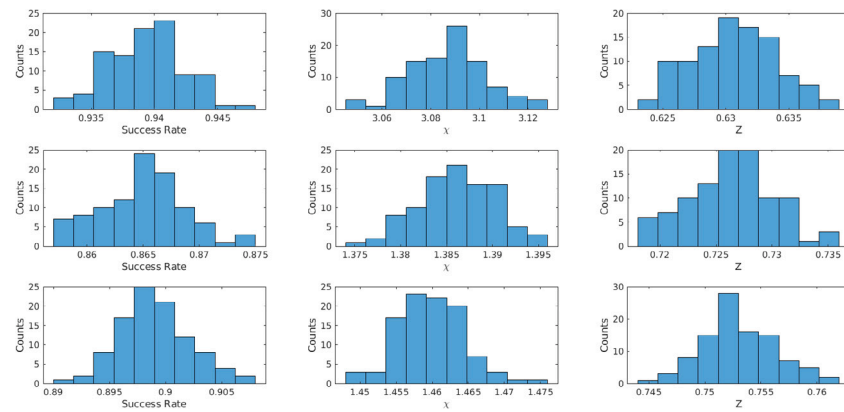 25
20
15
10
5
0
Counts
0.935 0.94 0.945
Success Rate
30
20
10
0
Counts
3.06 3.08 3.1 3.12
χ
20
15
10
5
0
Counts
0.625 0.63 0.635
Z
25
20
15
10
5
0
Counts
0.86 0.865 0.87 0.875
Success Rate
25
20
15
10
5
0
Counts
1.375 1.38 1.385 1.39 1.395
χ
20
15
10
5
0
Counts
0.72 0.725 0.73 0.735
Z
25
20
15
10
5
0
Counts
0.89 0.895 0.9 0.905
Success Rate
25
20
15
10
5
0
Counts
1.45 1.455 1.46 1.465 1.47 1.475
χ
30
20
10
0
Counts
0.745 0.75 0.755 0.76
Z